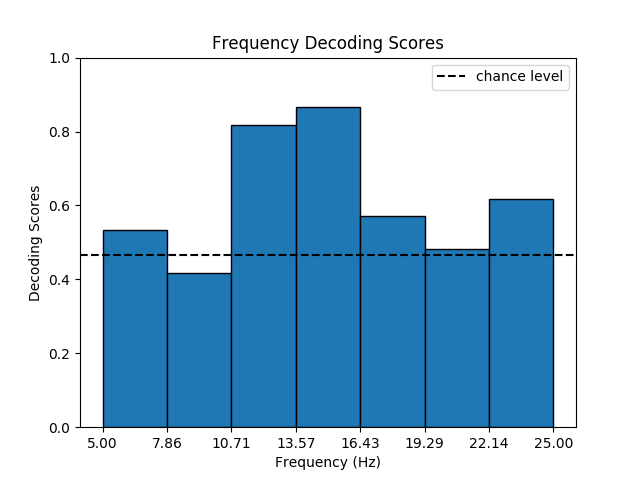 Frequency Decoding Scores
chance level
1.0
0.8
0.6
0.4
0.2
0.0
Decoding Scores
5.00 7.86 10.71 13.57 16.43 19.29 22.14 25.00
Frequency (Hz)